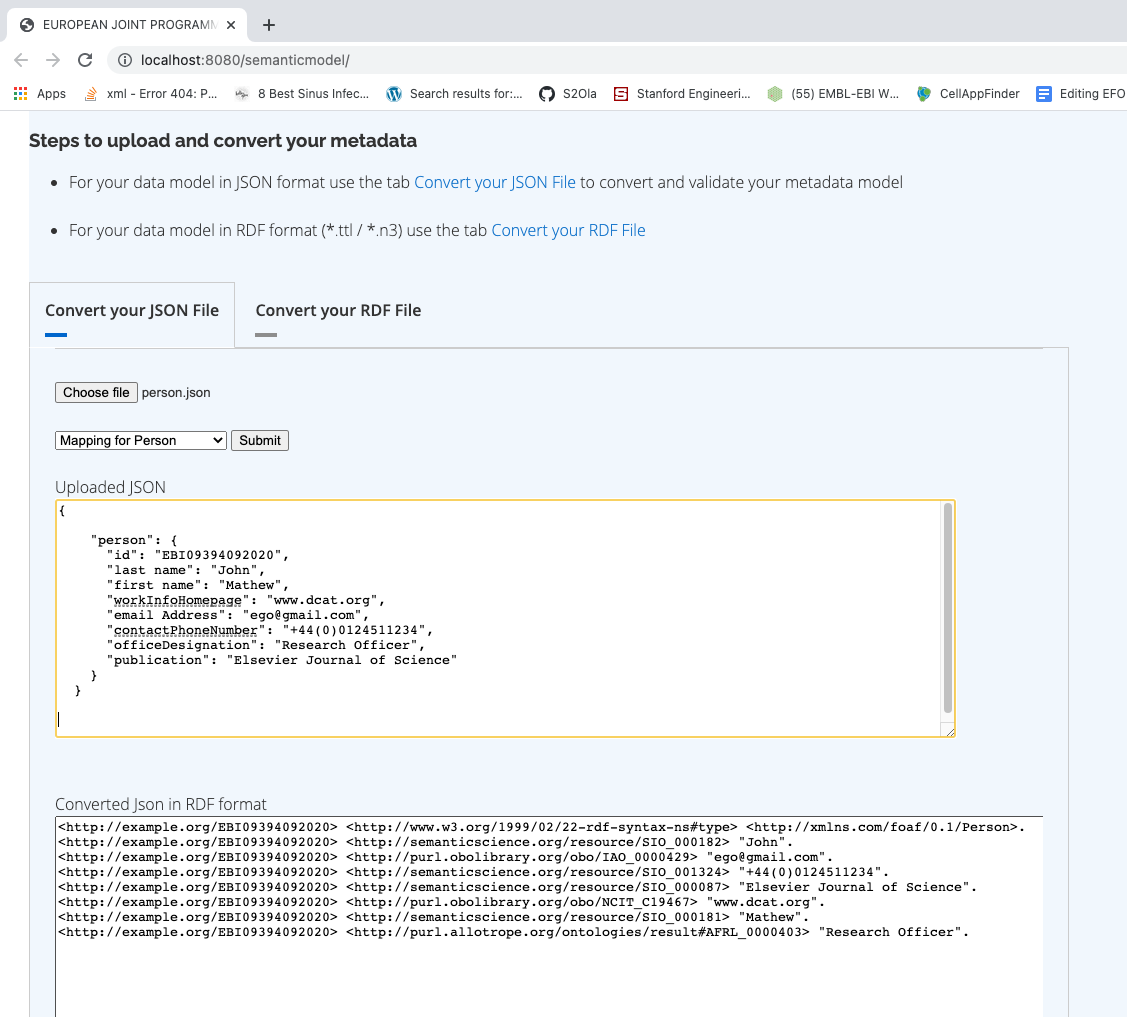 EUROPEAN JOINT PROGRAMM
localhost:8080/semanticmodel/
Apps xml - Error 404: P... 8 Best Sinus Infec... Search results for:... S2Ola Stanford Engineeri... (55) EMBL-EBI W... CellAppFinder Editing EFO
Steps to upload and convert your metadata
• For your data model in JSON format use the tab Convert your JSON File to convert and validate your metadata model
• For your data model in RDF format (*.ttl / *.n3) use the tab Convert your RDF File
Convert your JSON File Convert your RDF File
Choose file person.json
Mapping for Person Submit
Uploaded JSON
{
"person": {
"id": "EBI09394092020",
"last name": "John",
"first name": "Mathew",
"workInfoHomepage": "www.dcat.org",
"email Address": "ego@gmail.com",
"contactPhoneNumber": "+44(0)0124511234",
"officeDesignation": "Research Officer",
"publication": "Elsevier Journal of Science"
}
}
Converted Json in RDF format
<http://example.org/EBI09394092020> <http://www.w3.org/1999/02/22-rdf-syntax-ns#type> <http://xmlns.com/foaf/0.1/Person>.
<http://example.org/EBI09394092020> <http://semanticscience.org/resource/SIO_000182> "John".
<http://example.org/EBI09394092020> <http://purl.obolibrary.org/obo/IAO_0000429> "ego@gmail.com".
<http://example.org/EBI09394092020> <http://semanticscience.org/resource/SIO_001324> "+44(0)0124511234".
<http://example.org/EBI09394092020> <http://semanticscience.org/resource/SIO_000087> "Elsevier Journal of Science".
<http://example.org/EBI09394092020> <http://purl.obolibrary.org/obo/NCIT_C19467> "www.dcat.org".
<http://example.org/EBI09394092020> <http://semanticscience.org/resource/SIO_000181> "Mathew".
<http://example.org/EBI09394092020> <http://purl.allotrope.org/ontologies/result#AFRL_0000403> "Research Officer".